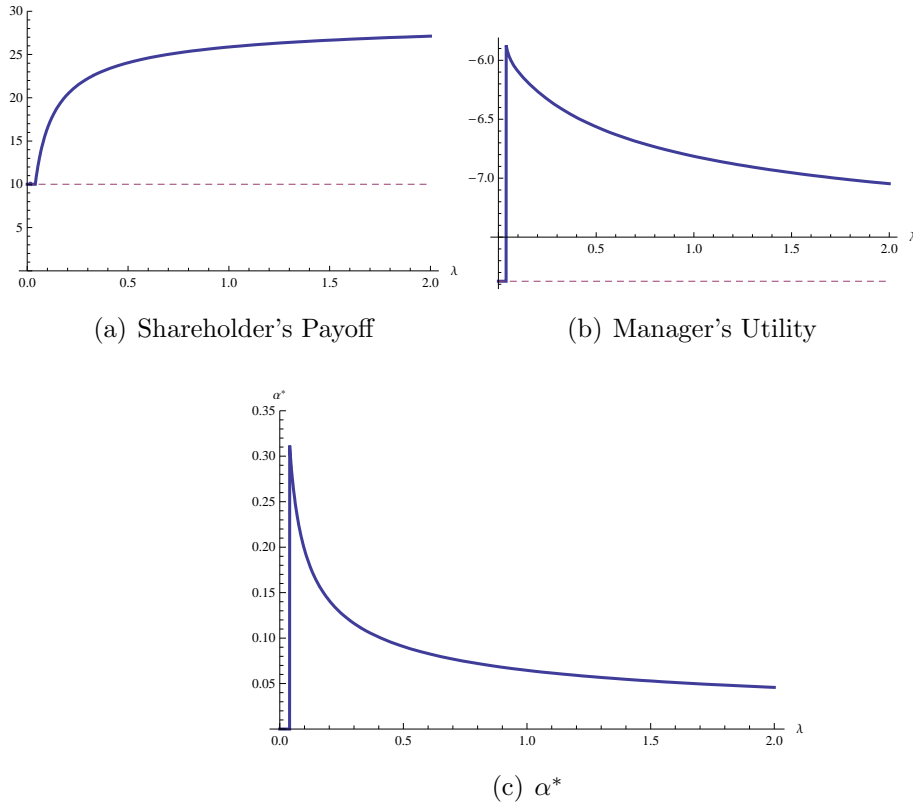 30
25
20
15
10
5
0.0 0.5 1.0 1.5 2.0 λ
(a) Shareholder's Payoff
−6.0
−6.5
−7.0
0.5 1.0 1.5 2.0 λ
(b) Manager's Utility
α*
0.35
0.30
0.25
0.20
0.15
0.10
0.05
0.0 0.5 1.0 1.5 2.0 λ
(c) α*